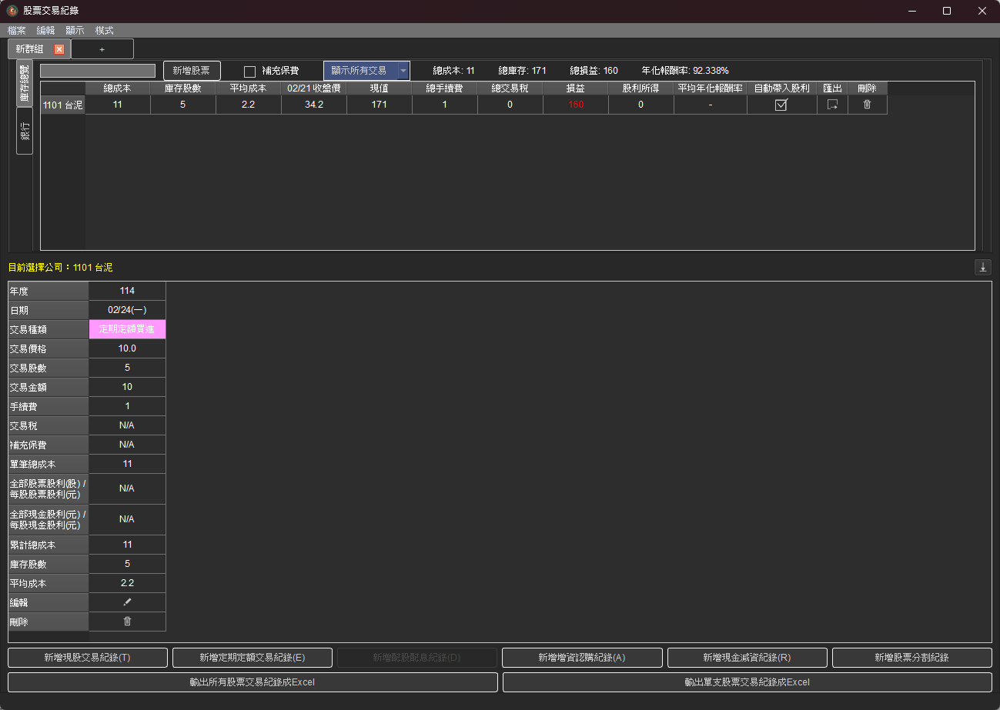 股票交易紀錄
檔案 編輯 顯示 模式
新群組 +
庫存總覽
銀行
新增股票 補充保費 顯示所有交易 總成本: 11 總庫存: 171 總損益: 160 年化報酬率: 92.338%
總成本 庫存股數 平均成本 02/21 收盤價 現值 總手續費 總交易稅 損益 股利所得 平均年化報酬率 自動帶入股利 匯出 刪除
1101 台泥 11 5 2.2 34.2 171 1 0 160 0 -
目前選擇公司：1101 台泥
年度 114
日期 02/24(一)
交易種類 定期定額買進
交易價格 10.0
交易股數 5
交易金額 10
手續費 1
交易稅 N/A
補充保費 N/A
單筆總成本 11
全部股票股利(股) /
每股股票股利(元) N/A
全部現金股利(元) /
每股現金股利(元) N/A
累計總成本 11
庫存股數 5
平均成本 2.2
編輯
刪除
新增現股交易紀錄(T) 新增定期定額交易紀錄(E) 新增配股配息紀錄(D) 新增增資認購紀錄(A) 新增現金減資紀錄(R) 新增股票分割紀錄
輸出所有股票交易紀錄成Excel 輸出單支股票交易紀錄成Excel